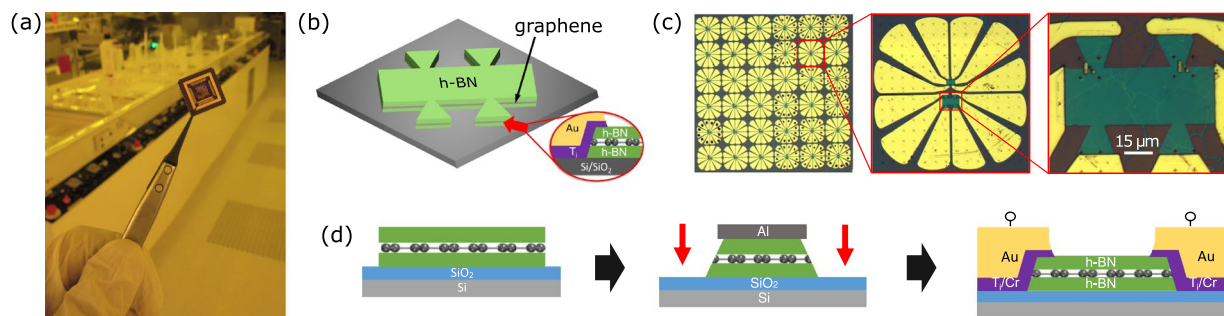 (a)
(b)
graphene
h-BN
Au
Ti
h-BN
h-BN
Si/SiO₂
(c)
15 µm
(d)
SiO₂
Si
Al
SiO₂
Si
Au
h-BN
Au
Ti/Cr
h-BN
Ti/Cr